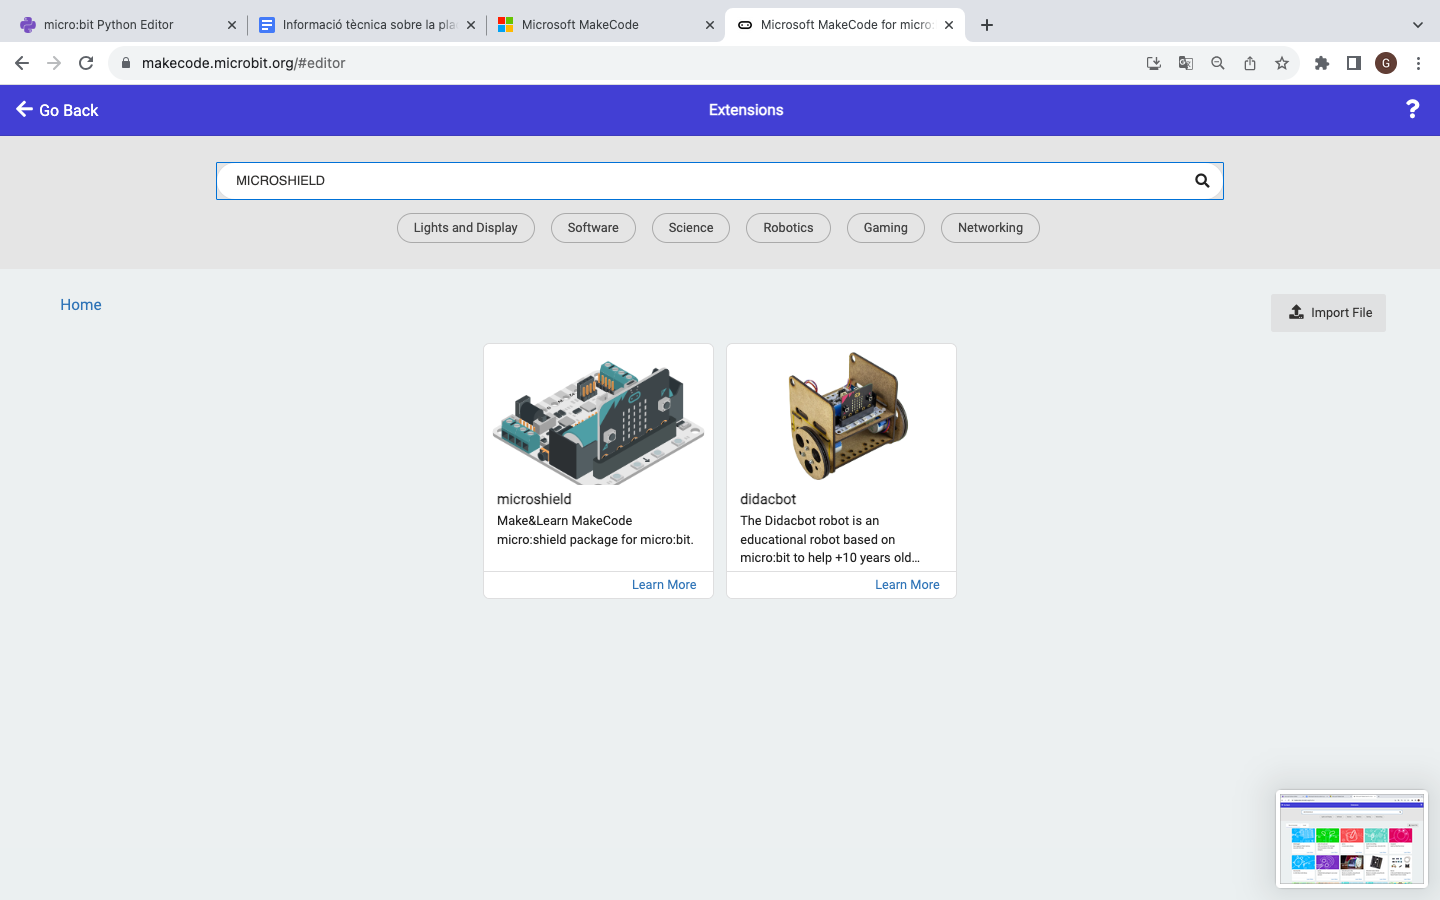 micro:bit Python Editor
Informació tècnica sobre la pla
Microsoft MakeCode
Microsoft MakeCode for micro:
makecode.microbit.org/#editor
G
Go Back
Extensions
?
MICROSHIELD
Lights and Display
Software
Science
Robotics
Gaming
Networking
Home
Import File
microshield
Make&Learn MakeCode
micro:shield package for micro:bit.
Learn More
didacbot
The Didacbot robot is an
educational robot based on
micro:bit to help +10 years old...
Learn More